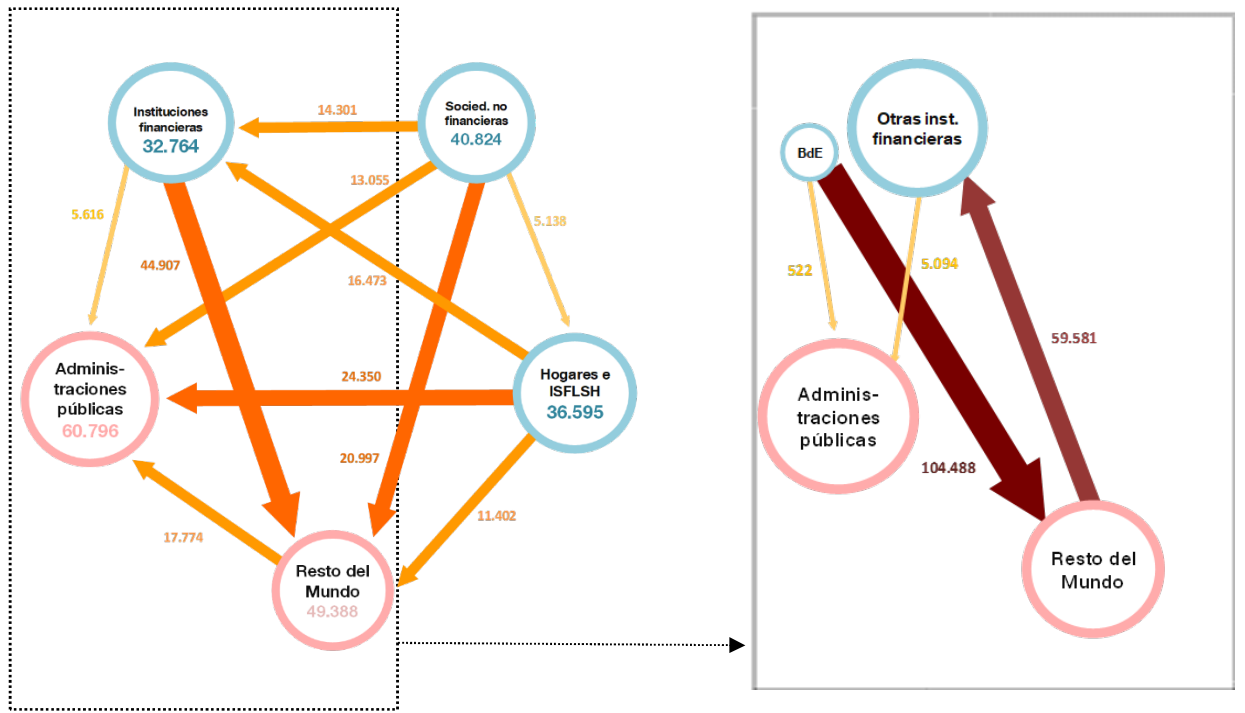 Instituciones
financieras
32.764
Socied. no
financieras
40.824
14.301
13.055
5.616
5.138
44.907
16.473
Adminis-
traciones
públicas
60.796
24.350
Hogares e
ISFLSH
36.595
20.997
17.774
11.402
Resto del
Mundo
49.388
BdE
Otras inst.
financieras
522
5.094
59.581
Adminis-
traciones
públicas
104.488
Resto del
Mundo